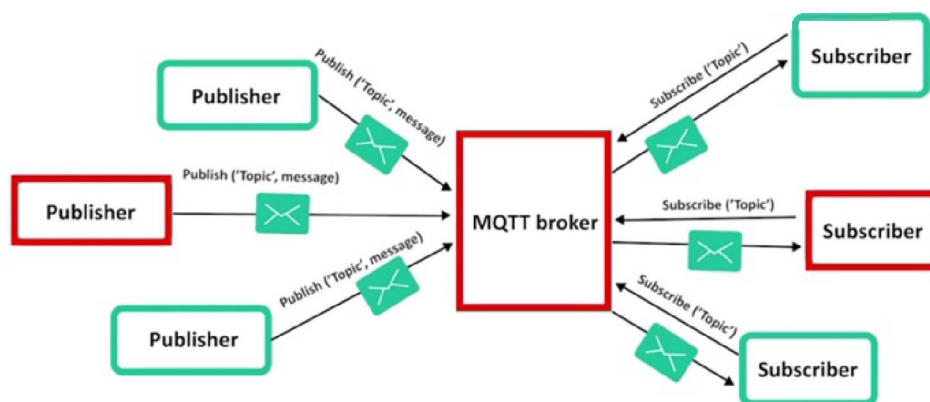 Publisher
Publish ('Topic', message)
Publisher
Publish ('Topic', message)
Publisher
Publish ('Topic', message)
MQTT broker
Subscribe ('Topic')
Subscriber
Subscribe ('Topic')
Subscriber
Subscribe ('Topic')
Subscriber